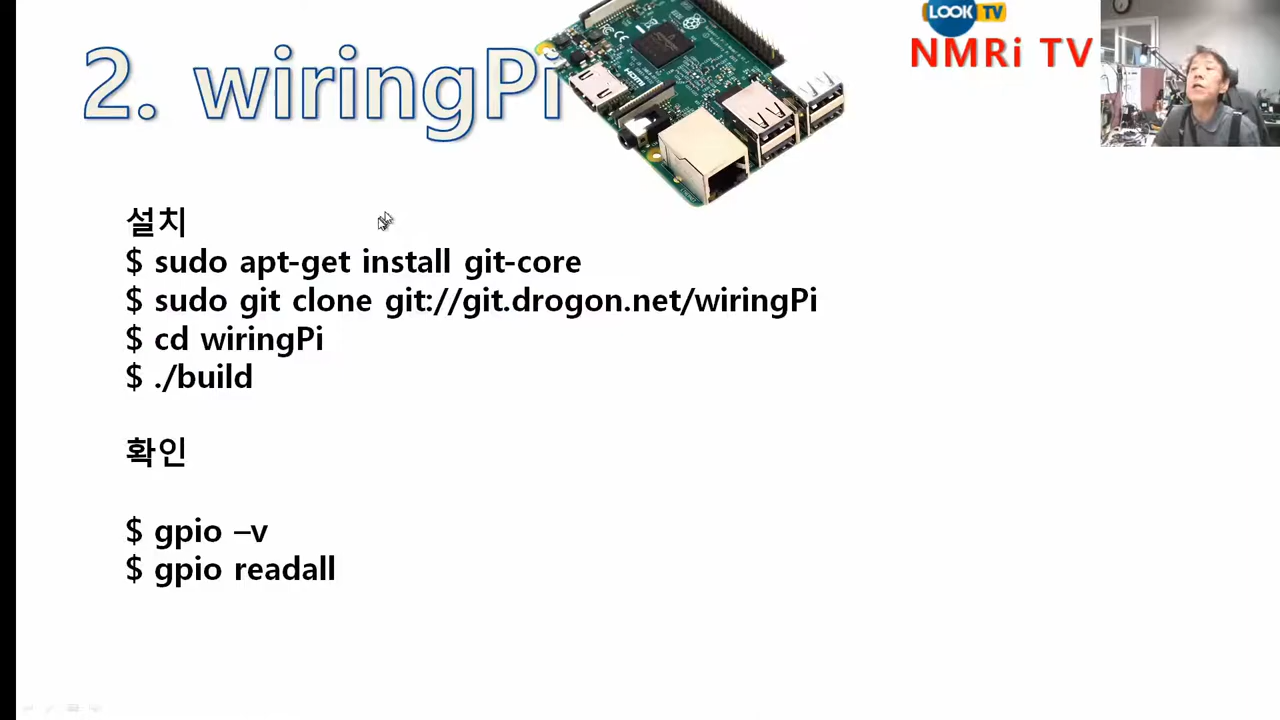 LOOK TV
NMRi TV
2. wiringPi
설치
$ sudo apt-get install git-core
$ sudo git clone git://git.drogon.net/wiringPi
$ cd wiringPi
$ ./build
확인
$ gpio –v
$ gpio readall
HDMI